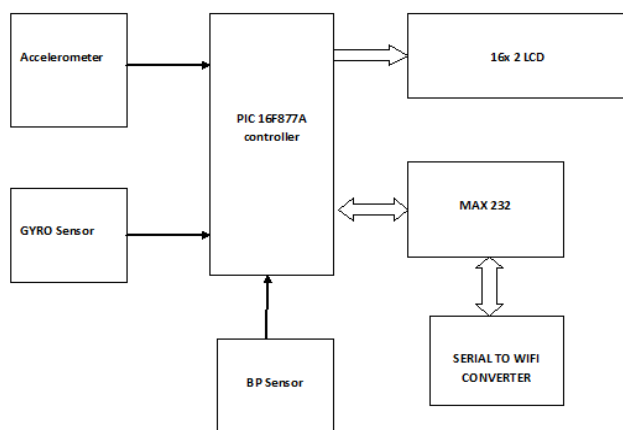 Accelerometer
16x 2 LCD
PIC 16F877A
controller
MAX 232
GYRO Sensor
SERIAL TO WIFI
CONVERTER
BP Sensor